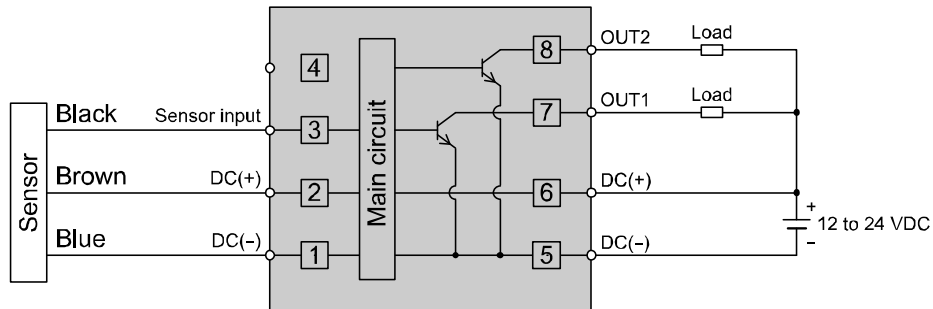 Sensor
Black
Brown
Blue
Sensor input
DC(+)
DC(−)
4
3
2
1
Main circuit
8
7
6
5
OUT2
OUT1
DC(+)
DC(−)
Load
Load
+
−
12 to 24 VDC